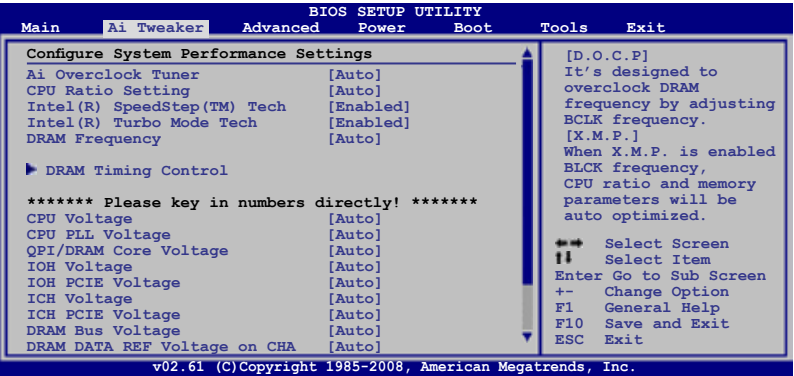 BIOS SETUP UTILITY
Main Ai Tweaker Advanced Power Boot Tools Exit
Configure System Performance Settings
Ai Overclock Tuner [Auto]
CPU Ratio Setting [Auto]
Intel(R) SpeedStep(TM) Tech [Enabled]
Intel(R) Turbo Mode Tech [Enabled]
DRAM Frequency [Auto]
DRAM Timing Control
******* Please key in numbers directly! *******
CPU Voltage [Auto]
CPU PLL Voltage [Auto]
QPI/DRAM Core Voltage [Auto]
IOH Voltage [Auto]
IOH PCIE Voltage [Auto]
ICH Voltage [Auto]
ICH PCIE Voltage [Auto]
DRAM Bus Voltage [Auto]
DRAM DATA REF Voltage on CHA [Auto]
[D.O.C.P]
It's designed to
overclock DRAM
frequency by adjusting
BCLK frequency.
[X.M.P.]
When X.M.P. is enabled
BLCK frequency,
CPU ratio and memory
parameters will be
auto optimized.
←→ Select Screen
↑↓ Select Item
Enter Go to Sub Screen
+- Change Option
F1 General Help
F10 Save and Exit
ESC Exit
v02.61 (C)Copyright 1985-2008, American Megatrends, Inc.